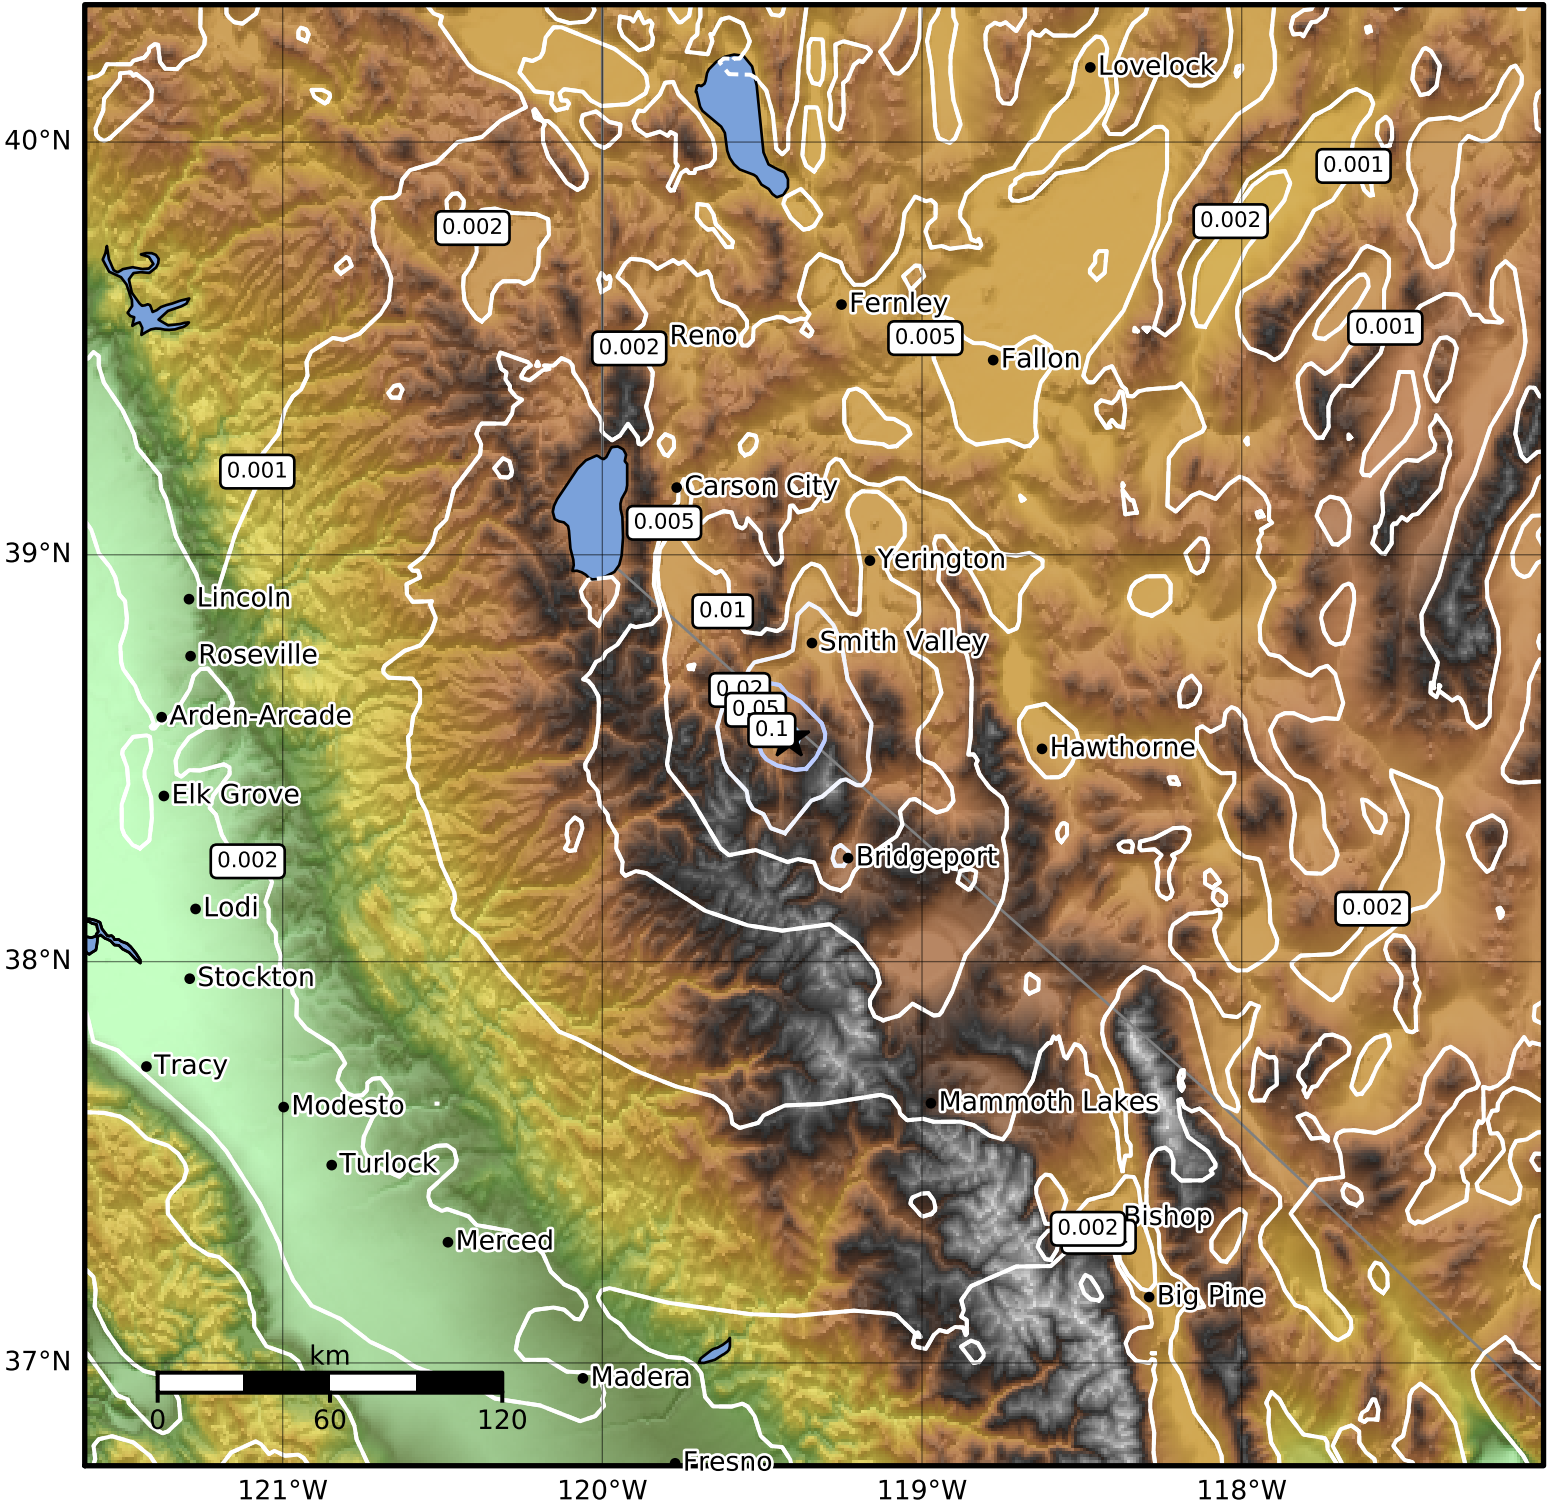 Lovelock
40°N
0.001
0.002
0.002
Fernley
0.001
Reno
0.005
0.002
Fallon
0.001
Carson City
0.005
39°N
Yerington
Lincoln
0.01
Smith Valley
Roseville
0.02
0.05
Arden-Arcade
0.1
Hawthorne
Elk Grove
0.002
Bridgeport
Lodi
0.002
38°N
Stockton
Tracy
Mammoth Lakes
Modesto
Turlock
Bishop
0.002
Merced
Big Pine
km
37°N
Madera
0 60 120
Fresno
121°W 120°W 119°W 118°W